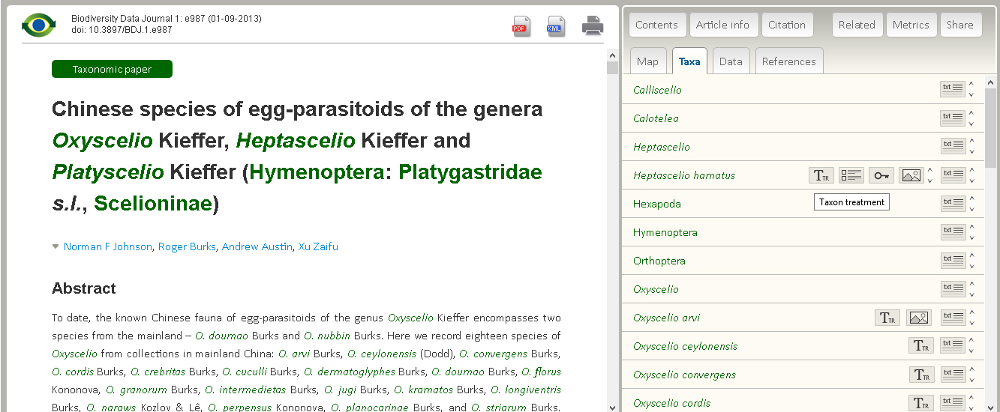 Biodiversity Data Journal 1: e987 (01-09-2013)
doi: 10.3897/BDJ.1.e987
PDF
XML
Taxonomic paper
Chinese species of egg-parasitoids of the genera
Oxyscelio Kieffer, Heptascelio Kieffer and
Platyscelio Kieffer (Hymenoptera: Platygastridae
s.l., Scelioninae)
Norman F Johnson, Roger Burks, Andrew Austin, Xu Zaifu
Abstract
To date, the known Chinese fauna of egg-parasitoids of the genus Oxyscelio Kieffer encompasses two
species from the mainland – O. doumao Burks and O. nubbin Burks. Here we record eighteen species of
Oxyscelio from collections in mainland China: O. arvi Burks, O. ceylonensis (Dodd), O. convergens Burks,
O. cordis Burks, O. crebritas Burks, O. cuculli Burks, O. dermatoglyphes Burks, O. doumao Burks, O. florus
Kononova, O. granorum Burks, O. intermedietas Burks, O. jugi Burks, O. kramatos Burks, O. longiventris
Burks, O. naraws Kozlov & Lê, O. perpensus Kononova, O. planocarinae Burks, and O. striarum Burks.
Contents
Article info
Citation
Related
Metrics
Share
Map
Taxa
Data
References
Calliscelio
txt
Calotelea
txt
Heptascelio
txt
Heptascelio hamatus
TTR
txt
Hexapoda
Taxon treatment
txt
Hymenoptera
txt
Orthoptera
txt
Oxyscelio
txt
Oxyscelio arvi
TTR
txt
Oxyscelio ceylonensis
TTR
txt
Oxyscelio convergens
TTR
txt
Oxyscelio cordis
TTR
txt